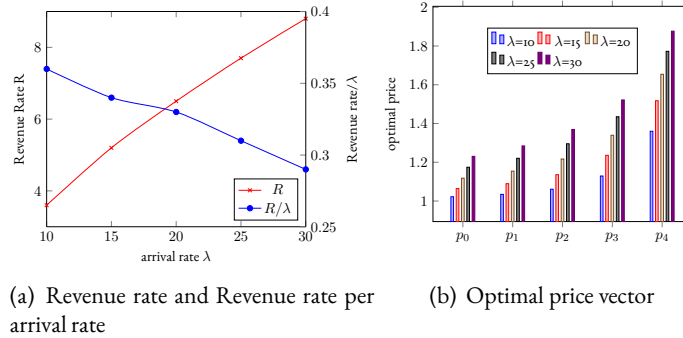 0.4
8
0.35
6
0.3
4
0.25
10
15
20
25
30
Revenue Rate R
Revenue rate/λ
arrival rate λ
R
R/λ
2
1.8
1.6
1.4
1.2
1
optimal price
λ=10
λ=15
λ=20
λ=25
λ=30
p0
p1
p2
p3
p4
(a) Revenue rate and Revenue rate per
arrival rate
(b) Optimal price vector